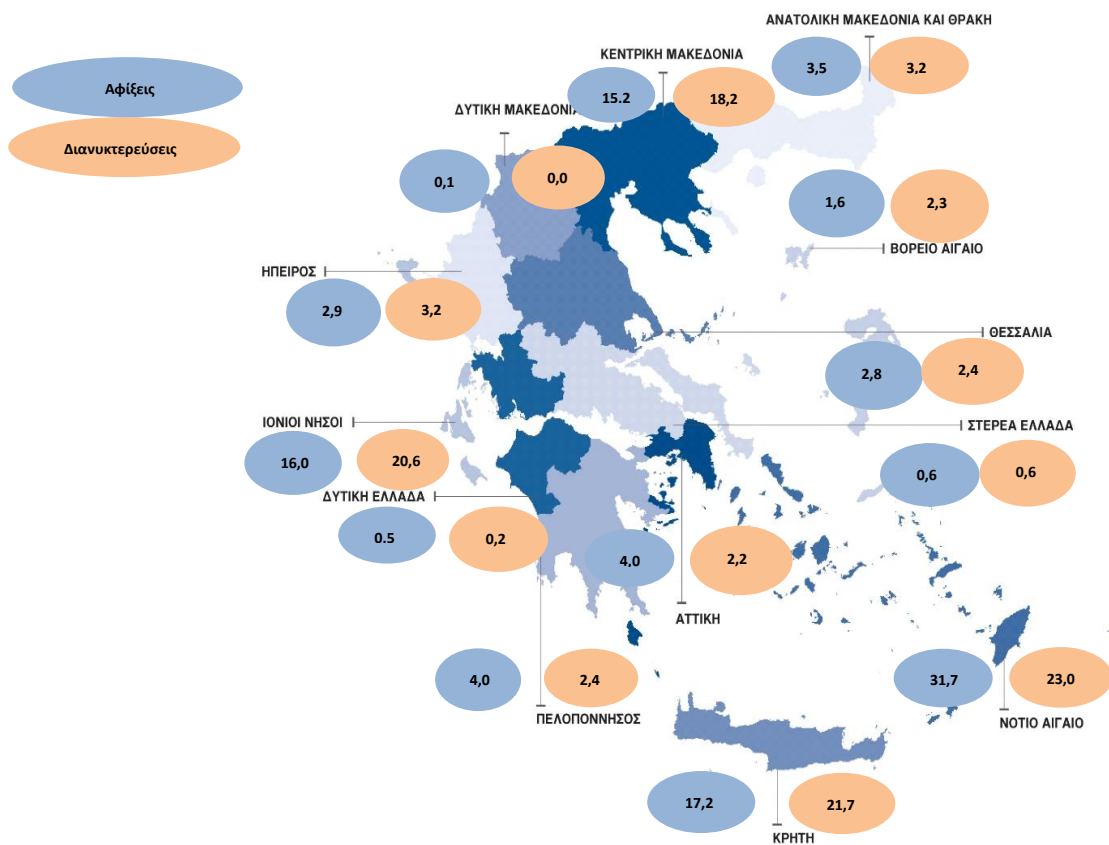 ΑΝΑΤΟΛΙΚΗ ΜΑΚΕΔΟΝΙΑ ΚΑΙ ΘΡΑΚΗ
3,5
3,2
ΚΕΝΤΡΙΚΗ ΜΑΚΕΔΟΝΙΑ
15.2
18,2
Αφίξεις
Διανυκτερεύσεις
ΔΥΤΙΚΗ ΜΑΚΕΔΟΝΙΑ
0,1
0,0
1,6
2,3
ΒΟΡΕΙΟ ΑΙΓΑΙΟ
ΗΠΕΙΡΟΣ
2,9
3,2
ΘΕΣΣΑΛΙΑ
2,8
2,4
ΙΟΝΙΟΙ ΝΗΣΟΙ
16,0
20,6
ΣΤΕΡΕΑ ΕΛΛΑΔΑ
0,6
0,6
ΔΥΤΙΚΗ ΕΛΛΑΔΑ
0.5
0,2
4,0
2,2
ΑΤΤΙΚΗ
4,0
2,4
ΠΕΛΟΠΟΝΝΗΣΟΣ
31,7
23,0
ΝΟΤΙΟ ΑΙΓΑΙΟ
17,2
21,7
ΚΡΗΤΗ